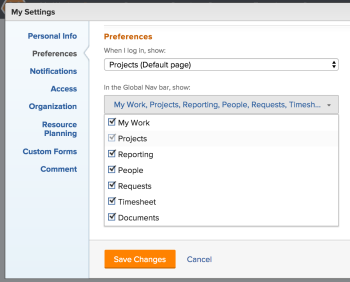 My Settings
Personal Info
Preferences
Notifications
Access
Organization
Resource
Planning
Custom Forms
Comment
Preferences
When I log in, show:
Projects (Default page)
In the Global Nav bar, show:
My Work, Projects, Reporting, People, Requests, Timesh...
My Work
Projects
Reporting
People
Requests
Timesheet
Documents
Save Changes
Cancel